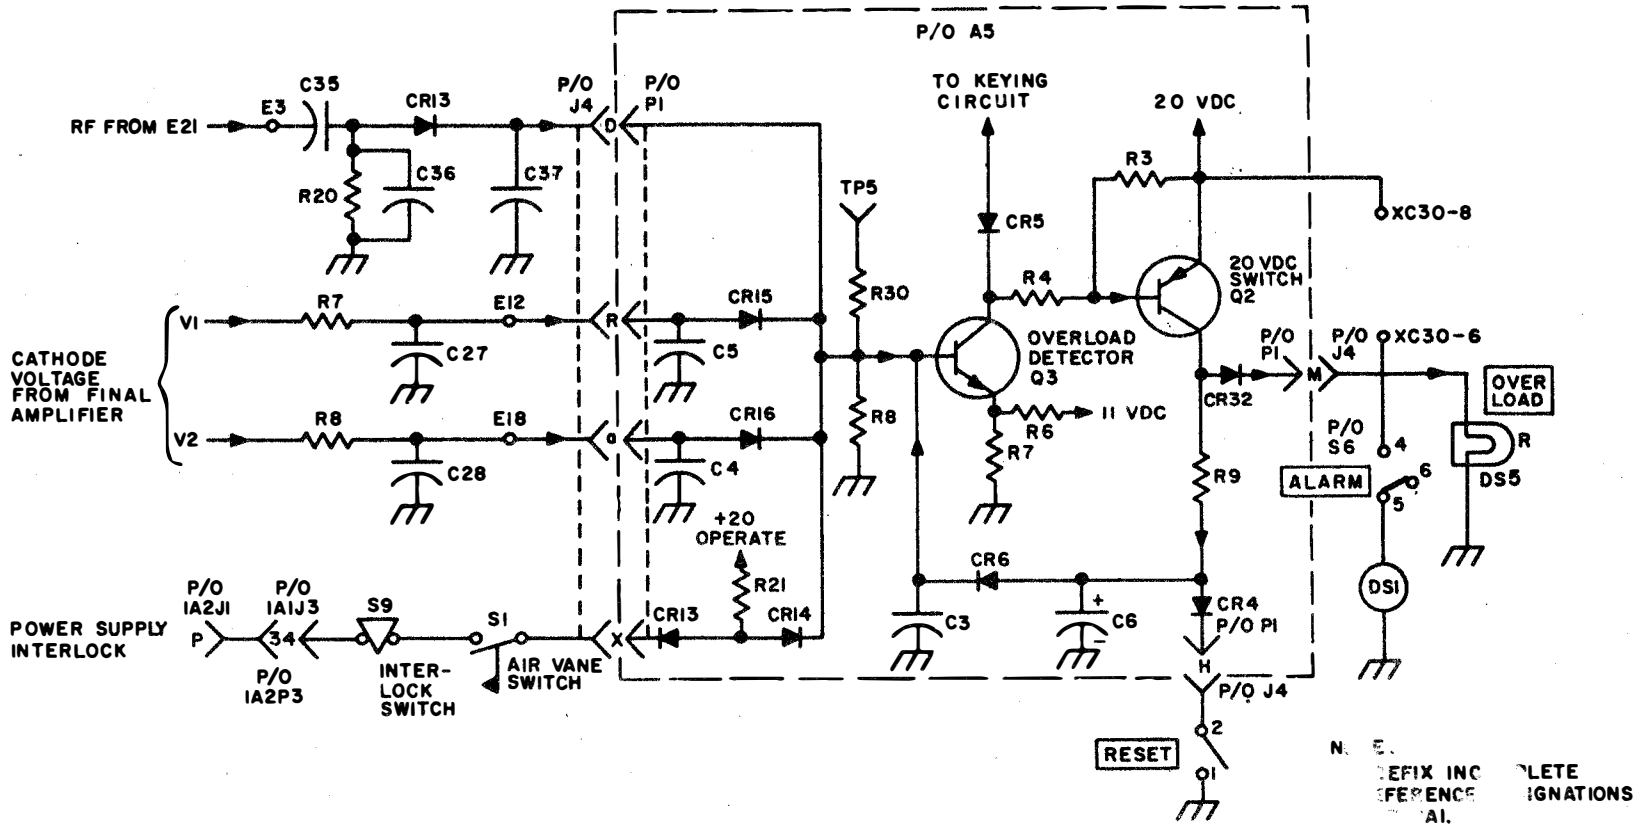 P/O A5
RF FROM E21
E3
C35
CR13
P/O
J4
P/O
P1
D
R20
C36
C37
TO KEYING
CIRCUIT
20 VDC
R3
XC30-8
TP5
CR5
R30
R4
20 VDC
SWITCH
Q2
CATHODE
VOLTAGE
FROM FINAL
AMPLIFIER
V1
R7
E12
R
CR15
C27
C5
OVERLOAD
DETECTOR
Q3
P/O
P1
P/O
J4
XC30-6
M
CR32
OVER
LOAD
V2
R8
E18
a
CR16
C28
C4
R8
R6
11 VDC
R7
R9
P/O
S6
4
ALARM
6
5
R
DS5
+20
OPERATE
R21
CR6
DS1
P/O
1A2J1
P/O
1A1J3
S9
S1
X
CR13
CR14
C3
+
C6
–
CR4
P/O P1
POWER SUPPLY
INTERLOCK
P
34
P/O
1A2P3
INTER-
LOCK
SWITCH
AIR VANE
SWITCH
H
P/O J4
RESET
2
1
LETE
IGNATIONS
A1.